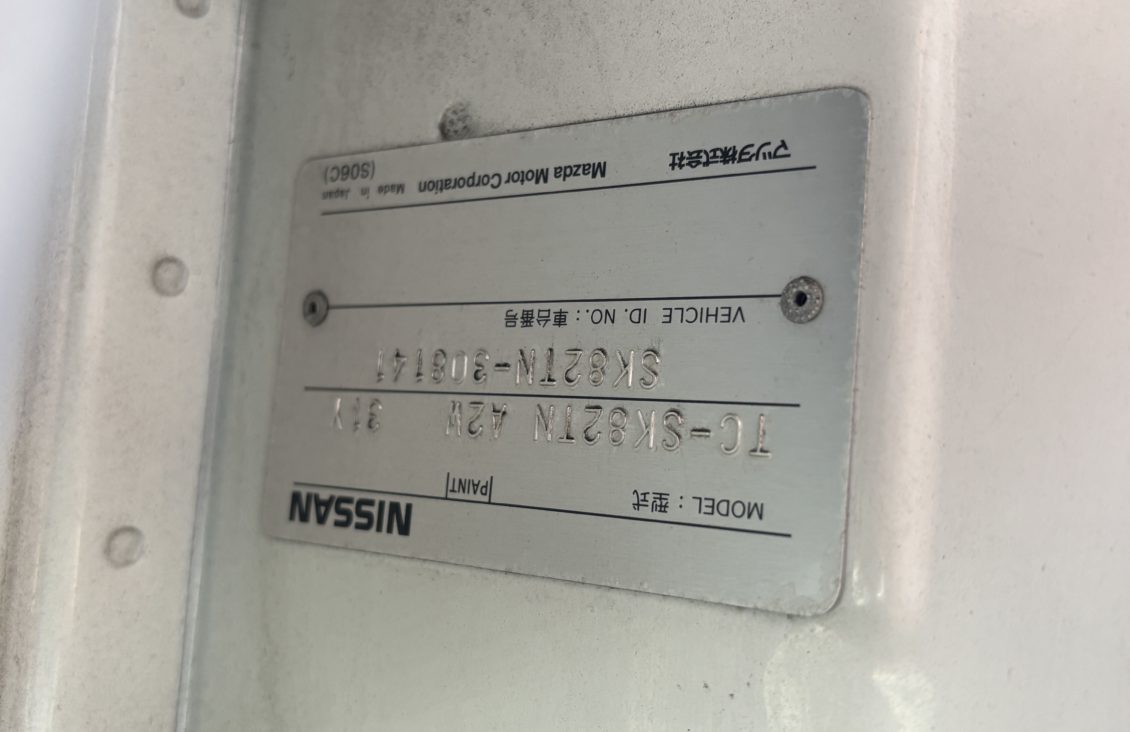 NISSAN
MODEL : 型式 PAINT
TC-SK82TN A2W 31Y
SK82TN-308141
VEHICLE ID. NO.: 車台番号
マツダ株式会社 Mazda Motor Corporation Made in Japan
(S06C)